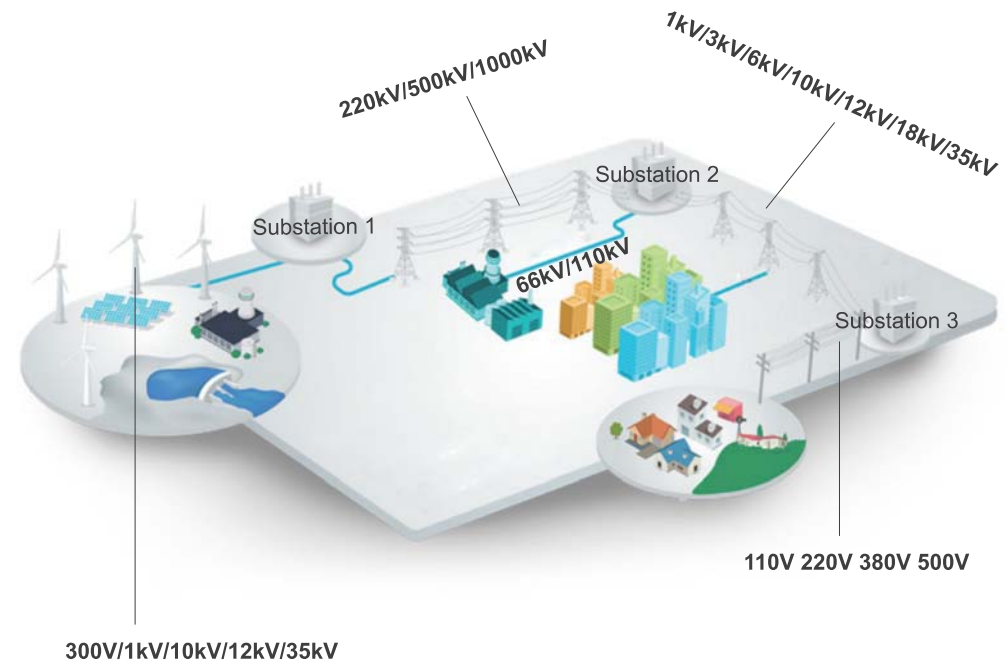 1kV/3kV/6kV/10kV/12kV/18kV/35kV
220kV/500kV/1000kV
Substation 2
Substation 1
66kV/110kV
Substation 3
110V 220V 380V 500V
300V/1kV/10kV/12kV/35kV